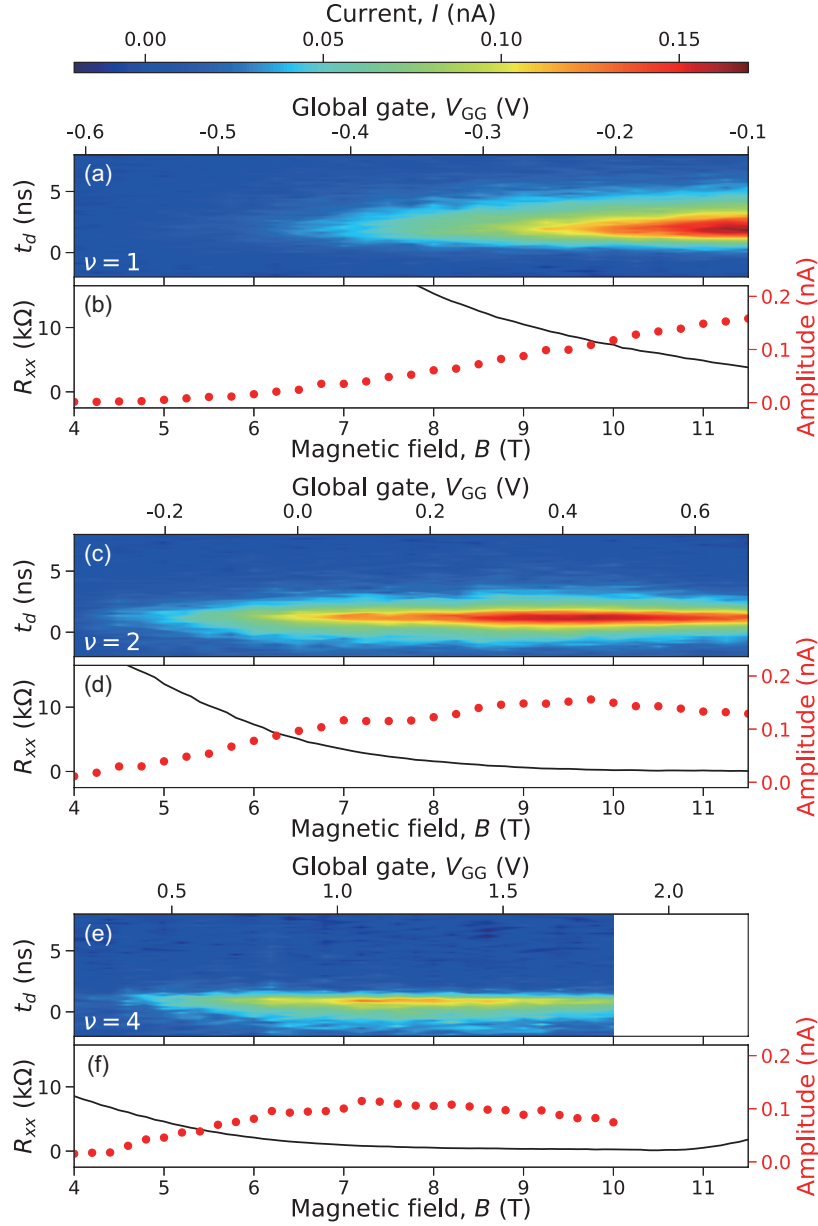 Current, I (nA)
0.00 0.05 0.10 0.15
Global gate, V_GG (V)
-0.6 -0.5 -0.4 -0.3 -0.2 -0.1
(a)
5
0
t_d (ns)
ν = 1
(b)
10
0
R_xx (kΩ)
0.2
0.1
0.0
Amplitude (nA)
4 5 6 7 8 9 10 11
Magnetic field, B (T)
Global gate, V_GG (V)
-0.2 0.0 0.2 0.4 0.6
(c)
5
0
t_d (ns)
ν = 2
(d)
10
0
R_xx (kΩ)
0.2
0.1
0.0
Amplitude (nA)
4 5 6 7 8 9 10 11
Magnetic field, B (T)
Global gate, V_GG (V)
0.5 1.0 1.5 2.0
(e)
5
0
t_d (ns)
ν = 4
(f)
10
0
R_xx (kΩ)
0.2
0.1
0.0
Amplitude (nA)
4 5 6 7 8 9 10 11
Magnetic field, B (T)